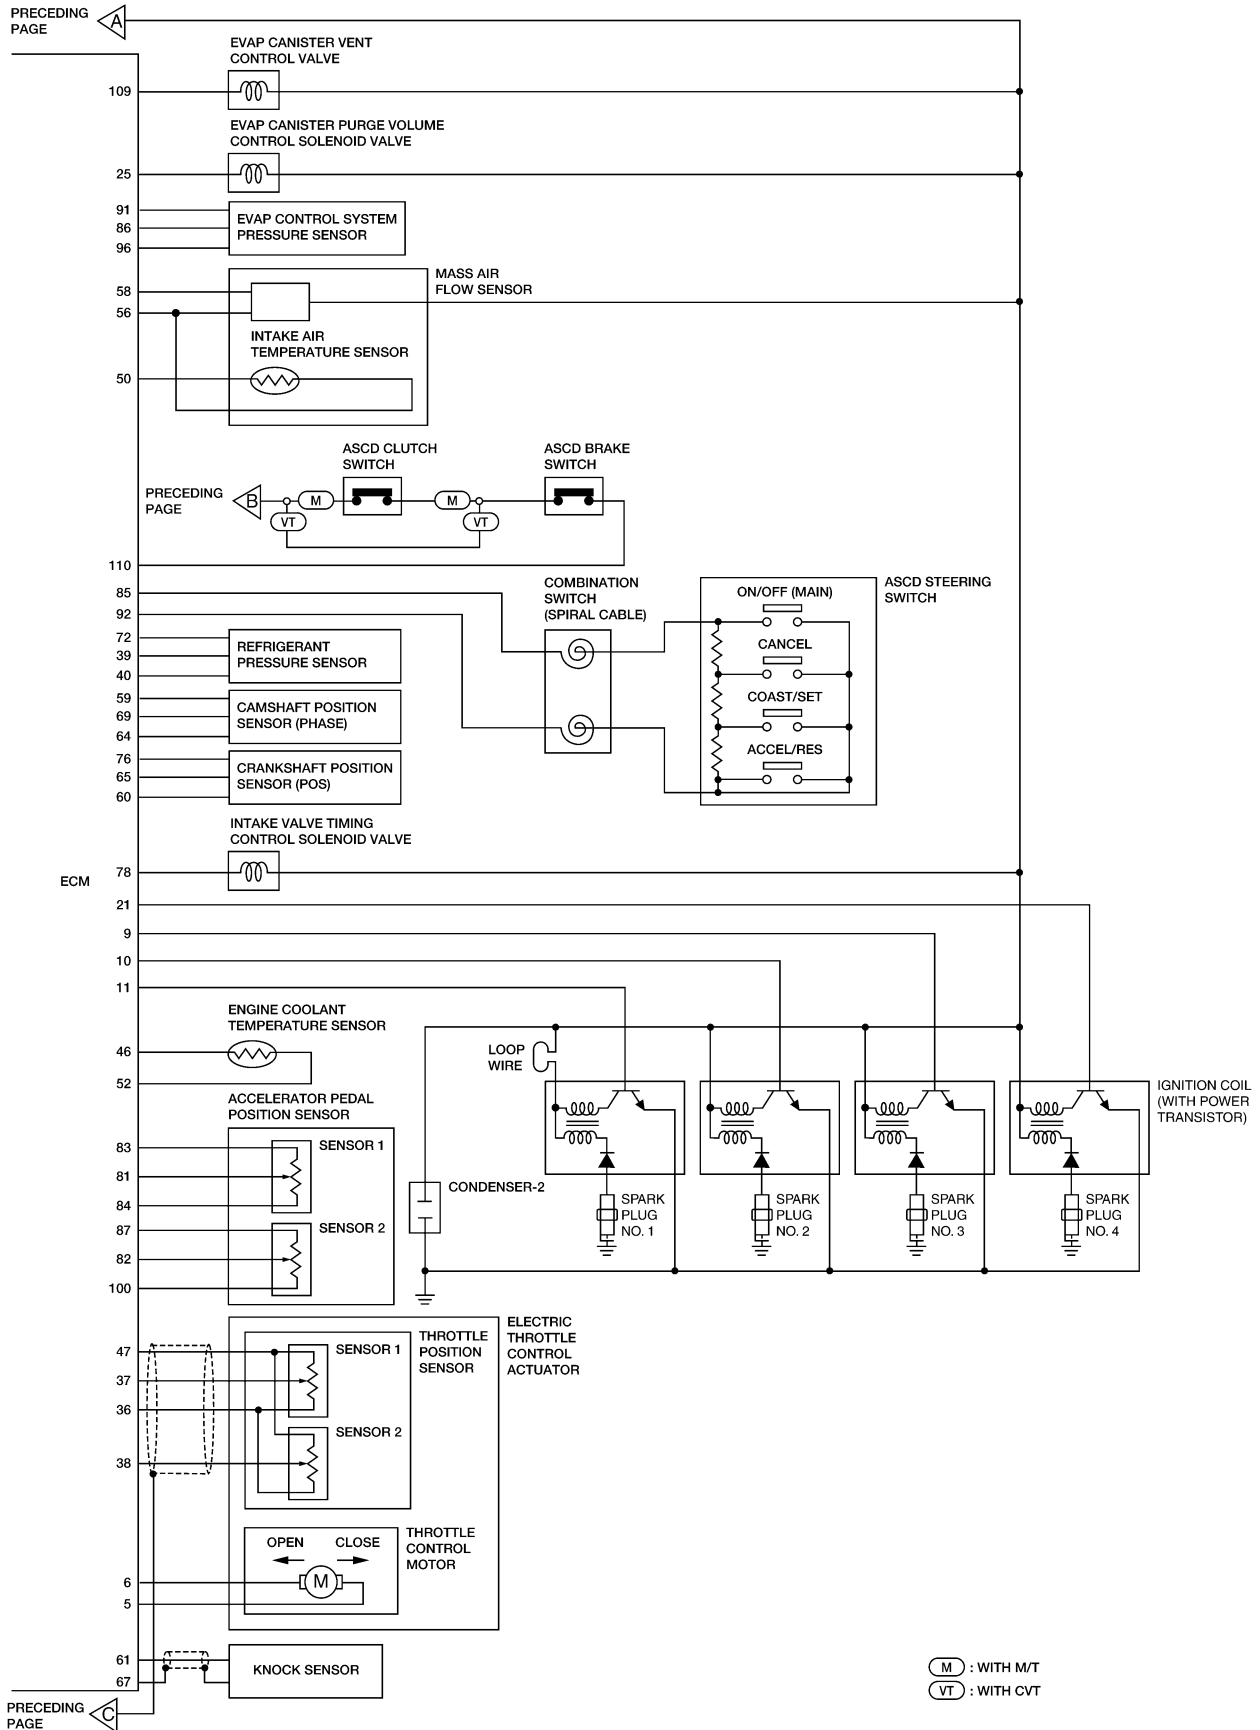 PRECEDING
PAGE
A
EVAP CANISTER VENT
CONTROL VALVE
109
EVAP CANISTER PURGE VOLUME
CONTROL SOLENOID VALVE
25
91
86
96
EVAP CONTROL SYSTEM
PRESSURE SENSOR
MASS AIR
FLOW SENSOR
58
56
INTAKE AIR
TEMPERATURE SENSOR
50
ASCD CLUTCH
SWITCH
ASCD BRAKE
SWITCH
PRECEDING
PAGE
B
M
M
VT
VT
110
85
92
COMBINATION
SWITCH
(SPIRAL CABLE)
ASCD STEERING
SWITCH
ON/OFF (MAIN)
CANCEL
COAST/SET
ACCEL/RES
72
39
40
REFRIGERANT
PRESSURE SENSOR
59
69
64
CAMSHAFT POSITION
SENSOR (PHASE)
76
65
60
CRANKSHAFT POSITION
SENSOR (POS)
INTAKE VALVE TIMING
CONTROL SOLENOID VALVE
ECM
78
21
9
10
11
ENGINE COOLANT
TEMPERATURE SENSOR
46
52
LOOP
WIRE
IGNITION COIL
(WITH POWER
TRANSISTOR)
ACCELERATOR PEDAL
POSITION SENSOR
83
81
84
SENSOR 1
87
82
100
SENSOR 2
CONDENSER-2
SPARK
PLUG
NO. 1
SPARK
PLUG
NO. 2
SPARK
PLUG
NO. 3
SPARK
PLUG
NO. 4
ELECTRIC
THROTTLE
CONTROL
ACTUATOR
THROTTLE
POSITION
SENSOR
47
37
36
38
SENSOR 1
SENSOR 2
THROTTLE
CONTROL
MOTOR
OPEN
CLOSE
M
6
5
61
67
KNOCK SENSOR
PRECEDING
PAGE
C
M : WITH M/T
VT : WITH CVT